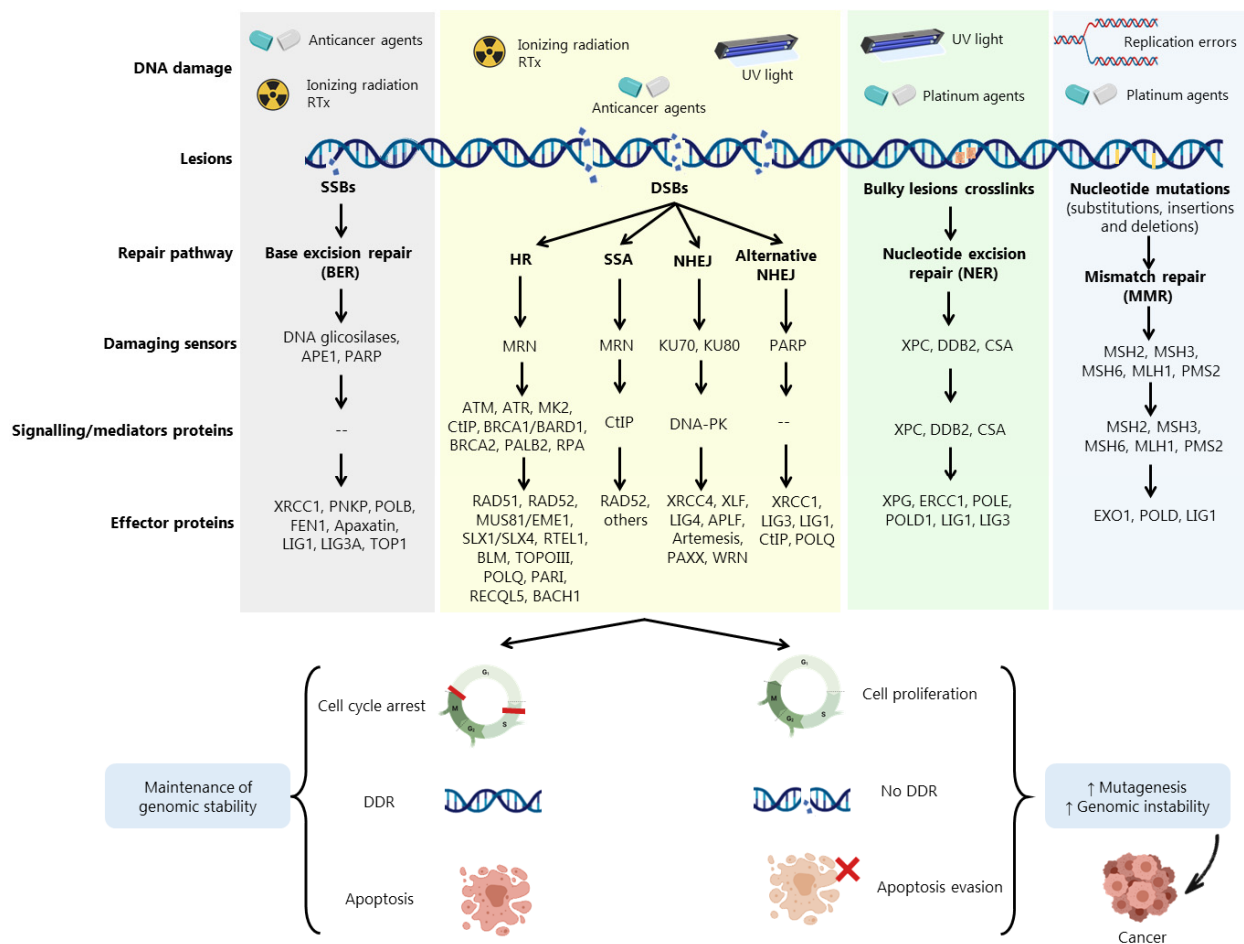 DNA damage
Anticancer agents
Ionizing radiation
RTx
Ionizing radiation
RTx
UV light
Anticancer agents
UV light
Platinum agents
Replication errors
Platinum agents
Lesions
SSBs
DSBs
Bulky lesions crosslinks
Nucleotide mutations
(substitutions, insertions
and deletions)
Repair pathway
Base excision repair
(BER)
HR
SSA
NHEJ
Alternative
NHEJ
Nucleotide excision
repair (NER)
Mismatch repair
(MMR)
Damaging sensors
DNA glicosilases,
APE1, PARP
MRN
MRN
KU70, KU80
PARP
XPC, DDB2, CSA
MSH2, MSH3,
MSH6, MLH1, PMS2
Signalling/mediators proteins
--
ATM, ATR, MK2,
CtIP, BRCA1/BARD1,
BRCA2, PALB2, RPA
CtIP
DNA-PK
--
XPC, DDB2, CSA
MSH2, MSH3,
MSH6, MLH1, PMS2
Effector proteins
XRCC1, PNKP, POLB,
FEN1, Apaxatin,
LIG1, LIG3A, TOP1
RAD51, RAD52,
MUS81/EME1,
SLX1/SLX4, RTEL1,
BLM, TOPOIII,
POLQ, PARI,
RECQL5, BACH1
RAD52,
others
XRCC4, XLF,
LIG4, APLF,
Artemesis,
PAXX, WRN
XRCC1,
LIG3, LIG1,
CtIP, POLQ
XPG, ERCC1, POLE,
POLD1, LIG1, LIG3
EXO1, POLD, LIG1
Maintenance of
genomic stability
Cell cycle arrest
G1
M
G2
S
DDR
Apoptosis
G1
M
G2
S
Cell proliferation
No DDR
Apoptosis evasion
↑ Mutagenesis
↑ Genomic instability
Cancer